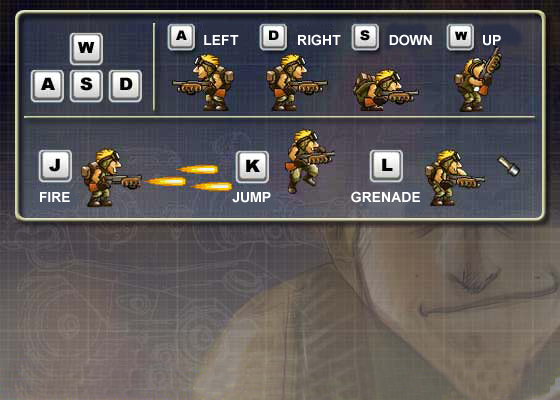 W
A S D
A LEFT D RIGHT S DOWN W UP
J K L
FIRE JUMP GRENADE